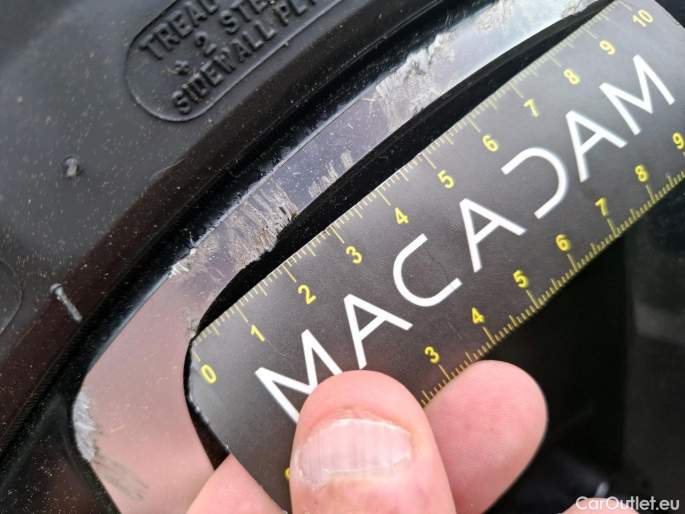 TREAD
+ 2 STE
SIDEWALL PL
0 1 2 3 4 5 6 7 8 9 10
MACADAM
3 4 5 6 7 8 9
CarOutlet.eu